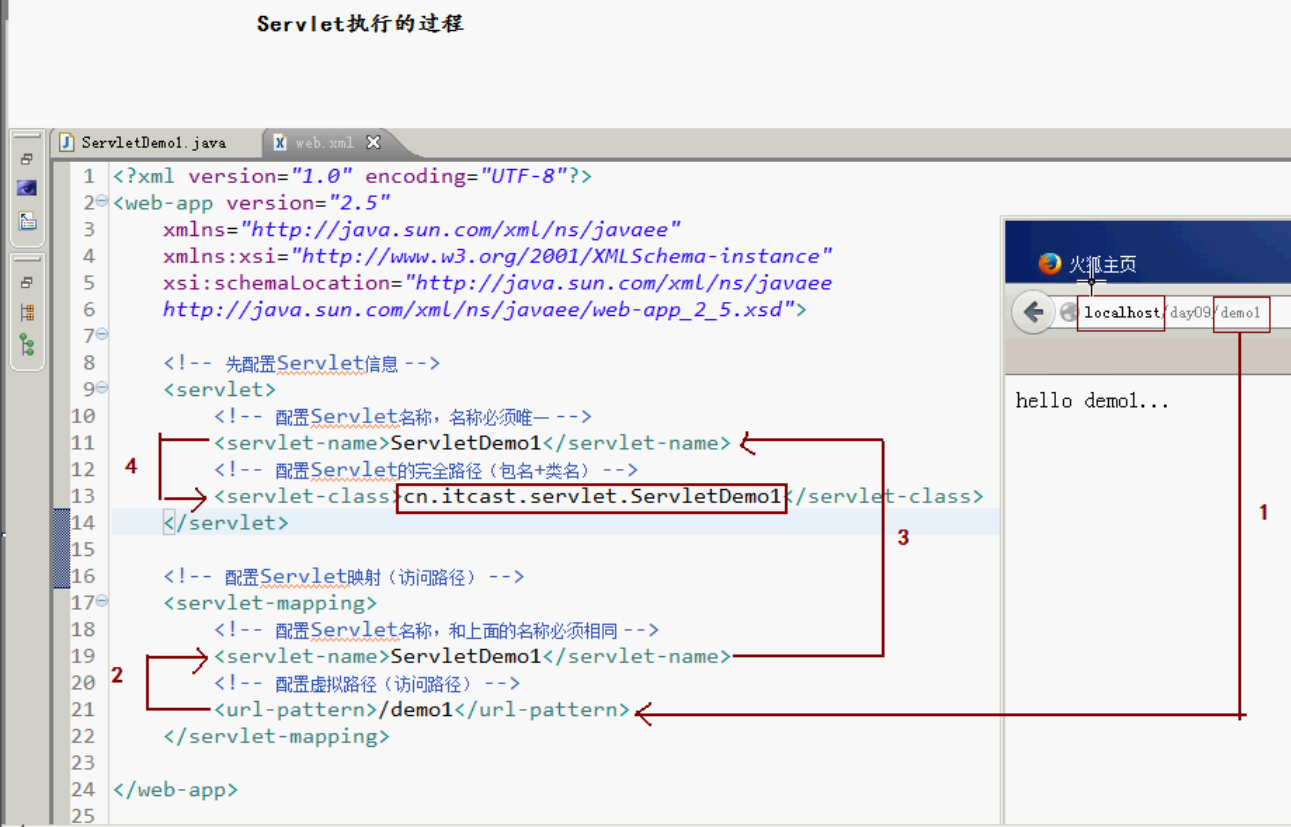 Servlet执行的过程
ServletDemo1.java
web.xml
1 <?xml version="1.0" encoding="UTF-8"?>
2 <web-app version="2.5"
3 xmlns="http://java.sun.com/xml/ns/javaee"
4 xmlns:xsi="http://www.w3.org/2001/XMLSchema-instance"
5 xsi:schemaLocation="http://java.sun.com/xml/ns/javaee
6 http://java.sun.com/xml/ns/javaee/web-app_2_5.xsd">
7
8 <!-- 先配置Servlet信息 -->
9 <servlet>
10 <!-- 配置Servlet名称，名称必须唯一 -->
11 <servlet-name>ServletDemo1</servlet-name>
12 <!-- 配置Servlet的完全路径（包名+类名） -->
13 <servlet-class>cn.itcast.servlet.ServletDemo1</servlet-class>
14 </servlet>
15
16 <!-- 配置Servlet映射（访问路径） -->
17 <servlet-mapping>
18 <!-- 配置Servlet名称，和上面的名称必须相同 -->
19 <servlet-name>ServletDemo1</servlet-name>
20 <!-- 配置虚拟路径（访问路径） -->
21 <url-pattern>/demo1</url-pattern>
22 </servlet-mapping>
23
24 </web-app>
25
4
2
3
1
火狐主页
localhost/day09/demo1
hello demo1...